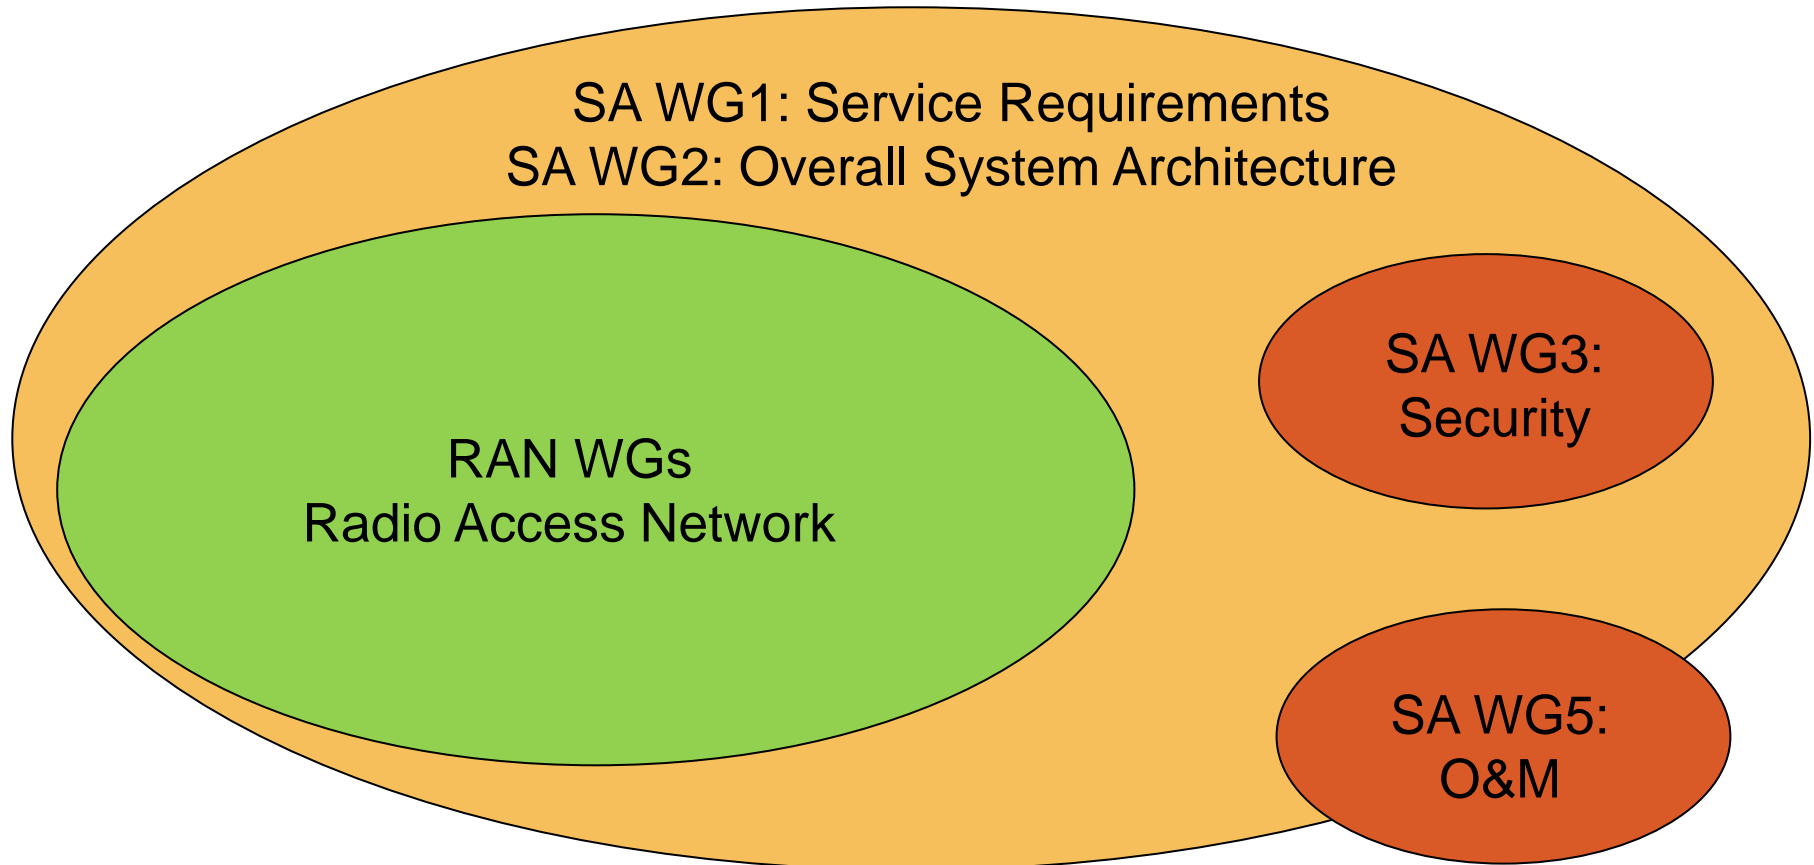 SA WG1: Service Requirements
SA WG2: Overall System Architecture
RAN WGs
Radio Access Network
SA WG3:
Security
SA WG5:
O&M